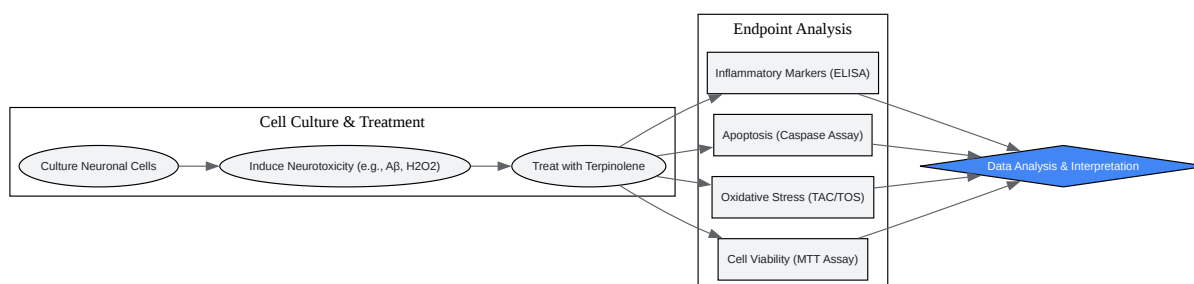 Cell Culture & Treatment
Culture Neuronal Cells
Induce Neurotoxicity (e.g., Aβ, H2O2)
Treat with Terpinolene
Endpoint Analysis
Inflammatory Markers (ELISA)
Apoptosis (Caspase Assay)
Oxidative Stress (TAC/TOS)
Cell Viability (MTT Assay)
Data Analysis & Interpretation